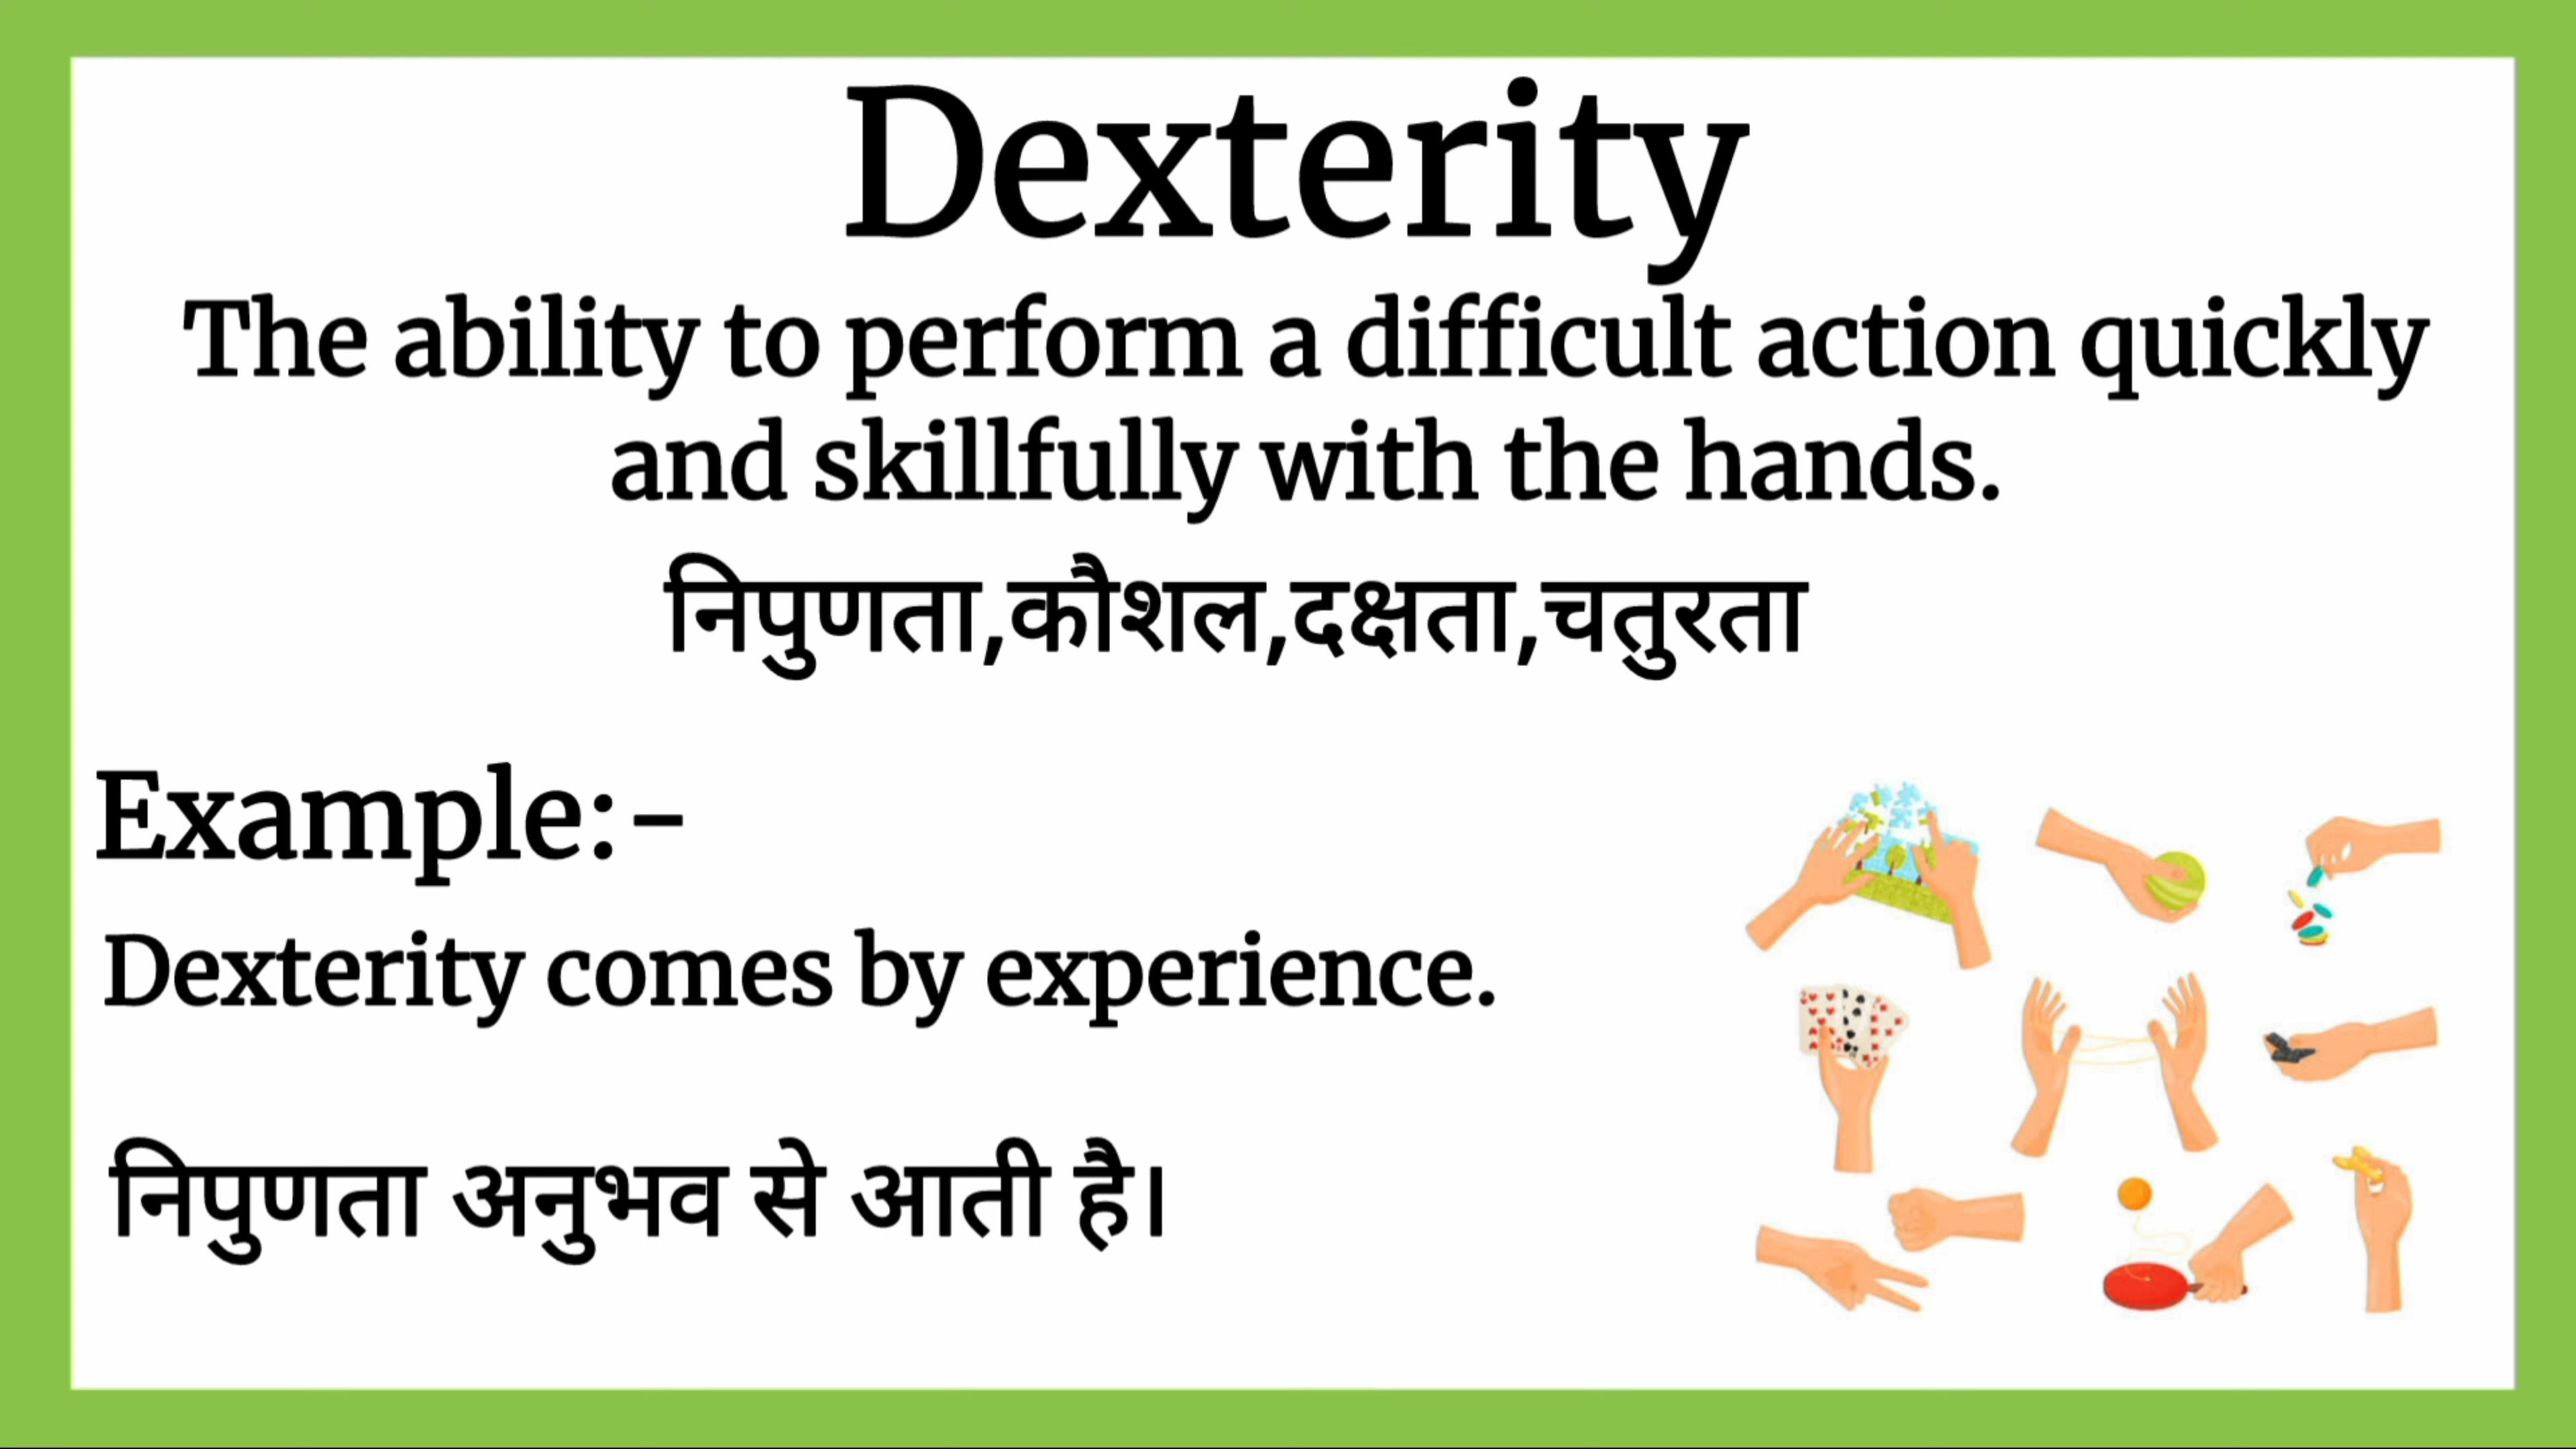 Dexterity
The ability to perform a difficult action quickly
and skillfully with the hands.
निपुणता,कौशल,दक्षता,चतुरता
Example:-
Dexterity comes by experience.
निपुणता अनुभव से आती है।